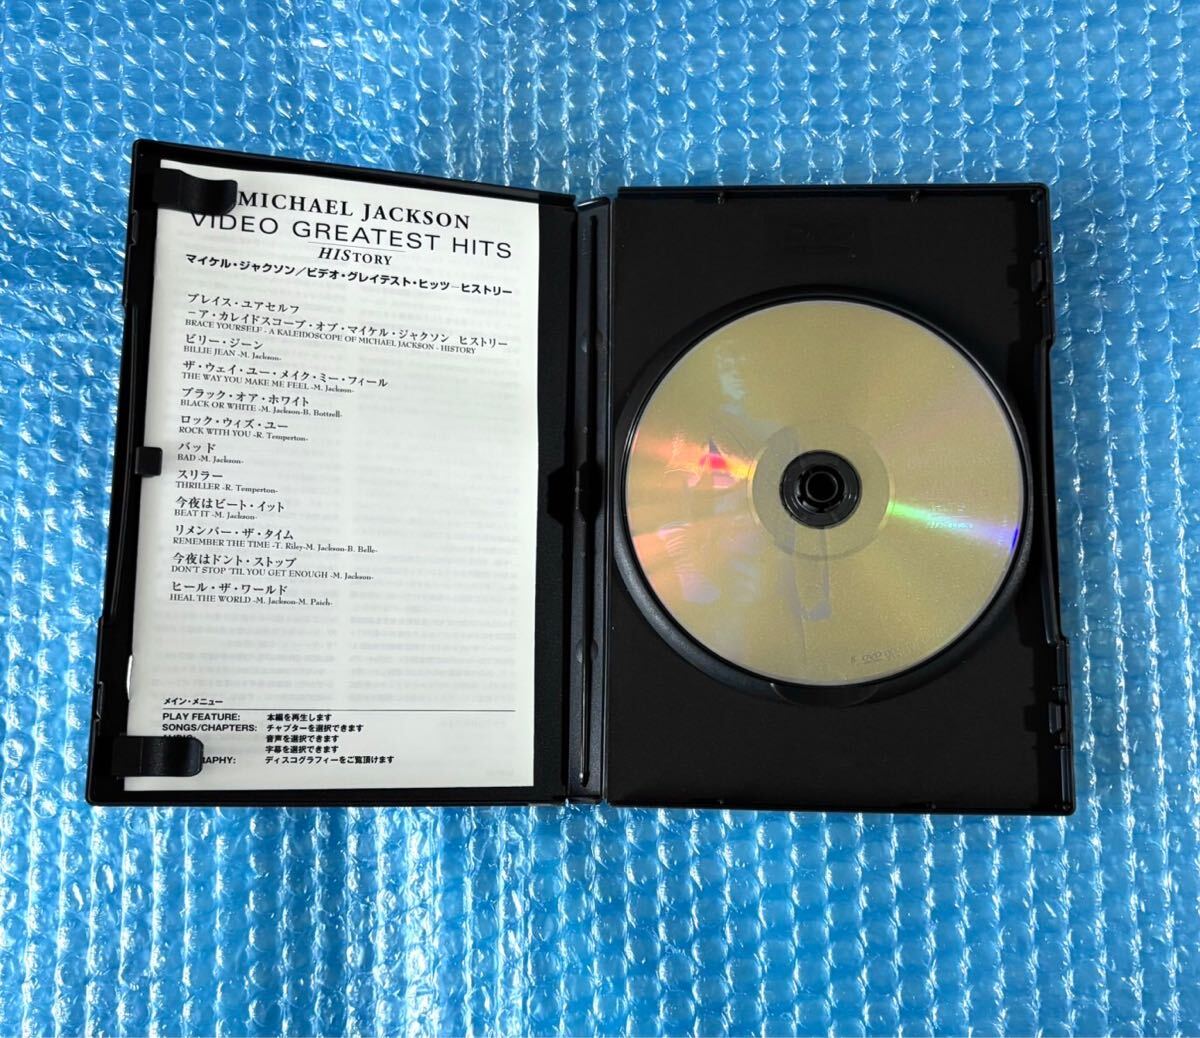 MICHAEL JACKSON
VIDEO GREATEST HITS
HISTORY
マイケル・ジャクソン／ビデオ・グレイテスト・ヒッツ－ヒストリー
ブレイス・ユアセルフ
－ア・カレイドスコープ・オブ・マイケル・ジャクソン　ヒストリー
BRACE YOURSELF - A KALEIDOSCOPE OF MICHAEL JACKSON - HISTORY
ビリー・ジーン
BILLIE JEAN -M. Jackson-
ザ・ウェイ・ユー・メイク・ミー・フィール
THE WAY YOU MAKE ME FEEL -M. Jackson-
ブラック・オア・ホワイト
BLACK OR WHITE -M. Jackson-B. Bottrell-
ロック・ウィズ・ユー
ROCK WITH YOU -R. Temperton-
バッド
BAD -M. Jackson-
スリラー
THRILLER -R. Temperton-
今夜はビート・イット
BEAT IT -M. Jackson-
リメンバー・ザ・タイム
REMEMBER THE TIME -T. Riley-M. Jackson-B. Belle-
今夜はドント・ストップ
DON'T STOP 'TIL YOU GET ENOUGH -M. Jackson-
ヒール・ザ・ワールド
HEAL THE WORLD -M. Jackson-M. Paich-
メイン・メニュー
PLAY FEATURE: 本編を再生します
SONGS/CHAPTERS: チャプターを選択できます
音声を選択できます
字幕を選択できます
RAPHY: ディスコグラフィーをご覧頂けます